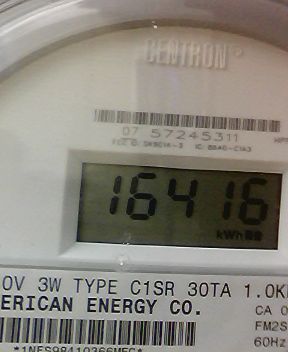 CENTRON
07 57245311
16416
kWh
0V 3W TYPE C1SR 30TA 1.0K
ERICAN ENERGY CO.
CA 0
FM2S
60Hz